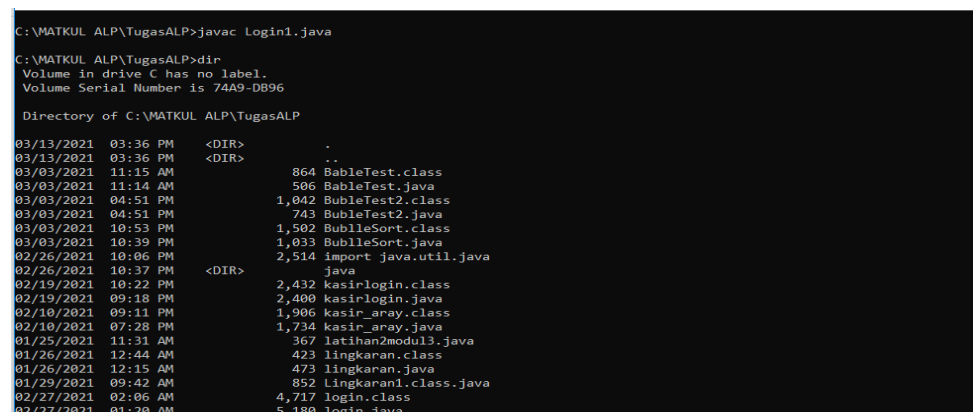 C:\MATKUL ALP\TugasALP>javac Login1.java
C:\MATKUL ALP\TugasALP>dir
Volume in drive C has no label.
Volume Serial Number is 74A9-DB96
Directory of C:\MATKUL ALP\TugasALP
03/13/2021 03:36 PM <DIR> .
03/13/2021 03:36 PM <DIR> ..
03/03/2021 11:15 AM 864 BableTest.class
03/03/2021 11:14 AM 506 BableTest.java
03/03/2021 04:51 PM 1,042 BubleTest2.class
03/03/2021 04:51 PM 743 BubleTest2.java
03/03/2021 10:53 PM 1,502 BublleSort.class
03/03/2021 10:39 PM 1,033 BublleSort.java
02/26/2021 10:06 PM 2,514 import java.util.java
02/26/2021 10:37 PM <DIR> java
02/19/2021 10:22 PM 2,432 kasirlogin.class
02/19/2021 09:18 PM 2,400 kasirlogin.java
02/10/2021 09:11 PM 1,906 kasir_aray.class
02/10/2021 07:28 PM 1,734 kasir_aray.java
01/25/2021 11:31 AM 367 latihan2modul3.java
01/26/2021 12:44 AM 423 lingkaran.class
01/26/2021 12:15 AM 473 lingkaran.java
01/29/2021 09:42 AM 852 Lingkaran1.class.java
02/27/2021 02:06 AM 4,717 login.class
02/27/2021 01:20 AM 5,180 login.java